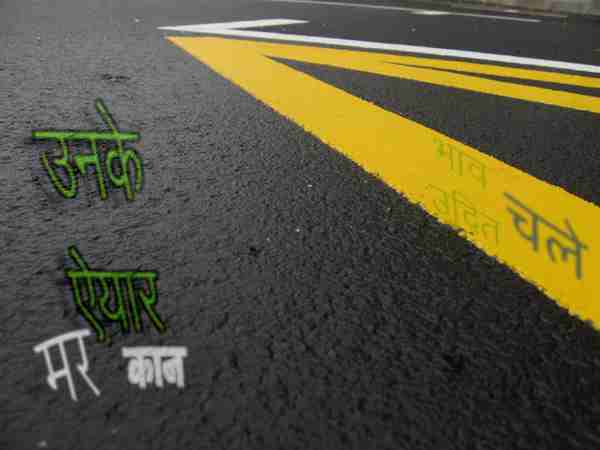 उनके
भाव
उदित चले
ऐयार
मर कान